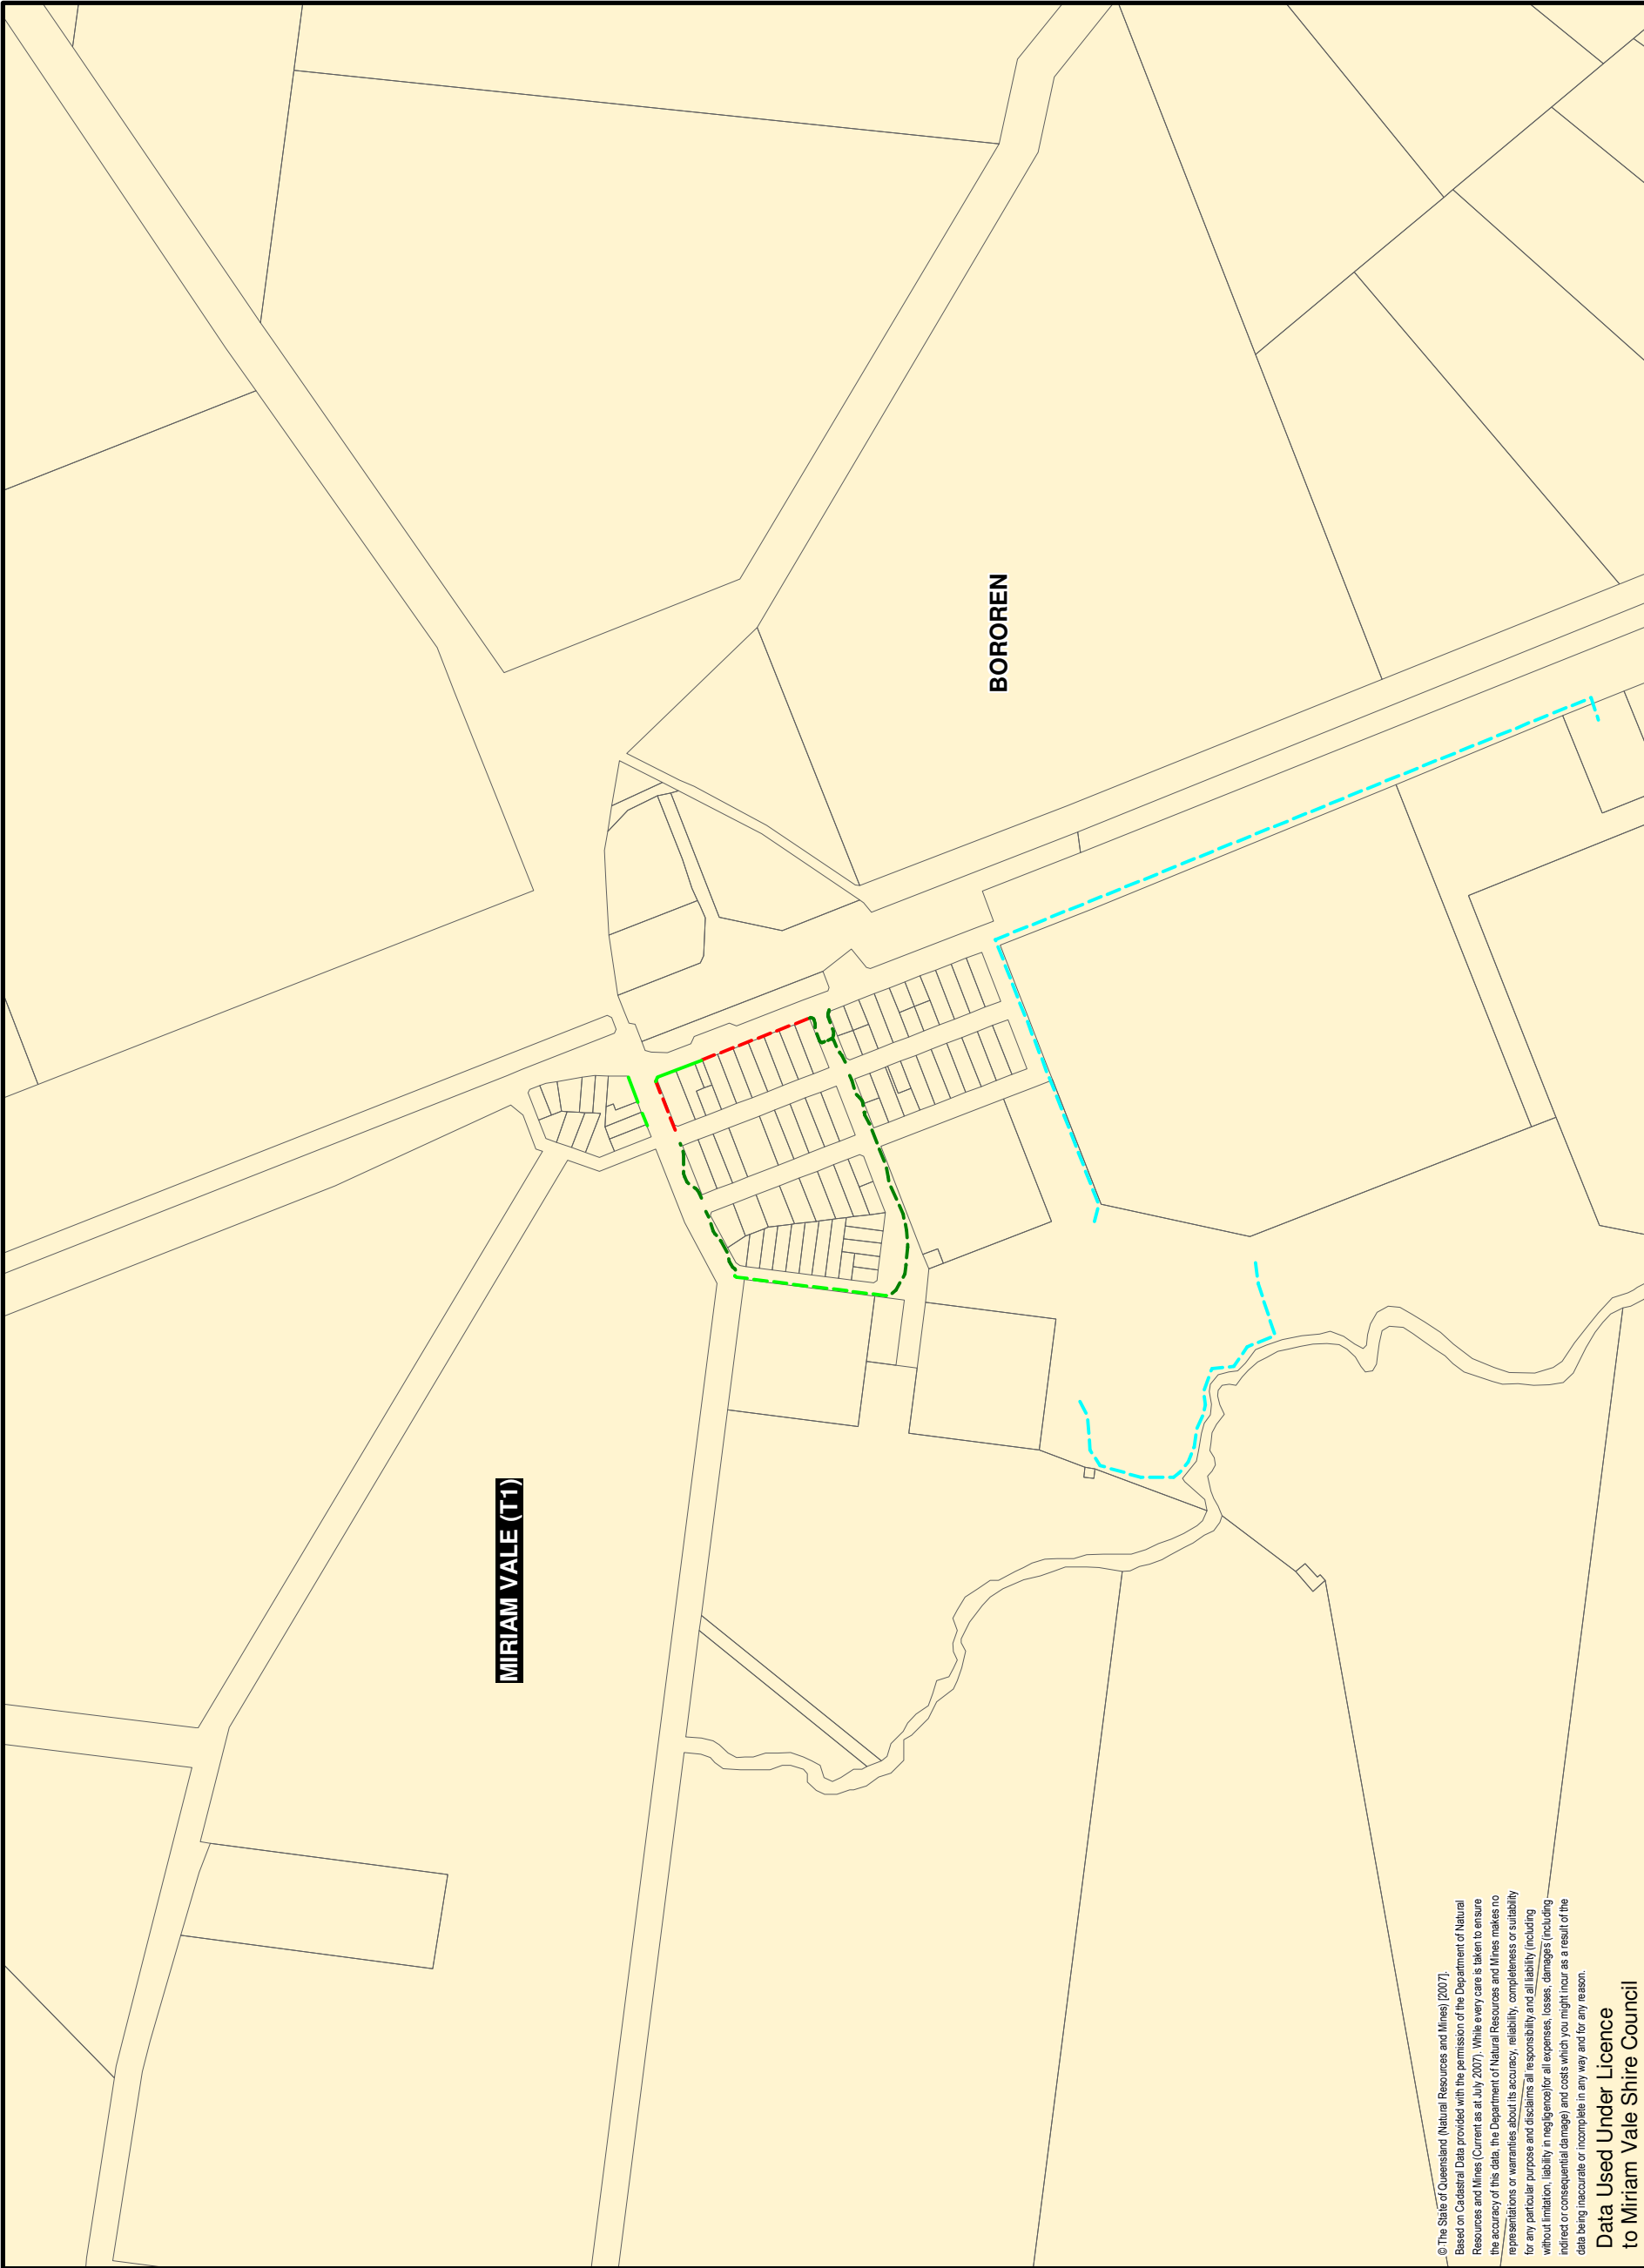 MIRIAM VALE (T1)
BOROREN
© The State of Queensland (Natural Resources and Mines) [2007].
Based on Cadastral Data provided with the permission of the Department of Natural
Resources and Mines (Current as at July 2007). While every care is taken to ensure
the accuracy of this data, the Department of Natural Resources and Mines makes no
representations or warranties about its accuracy, reliability, completeness or suitability
for any particular purpose and disclaims all responsibility and all liability (including
without limitation, liability in negligence)for all expenses, losses, damages (including
indirect or consequential damage) and costs which you might incur as a result of the
data being inaccurate or incomplete in any way and for any reason.
Data Used Under Licence
to Miriam Vale Shire Council